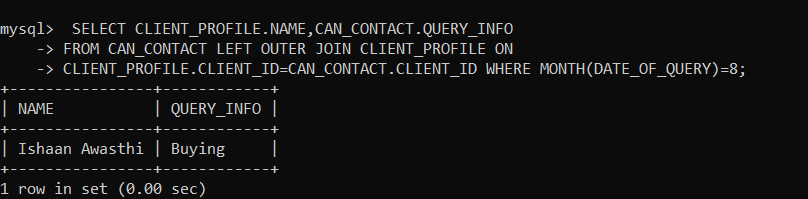 mysql>  SELECT CLIENT_PROFILE.NAME,CAN_CONTACT.QUERY_INFO
    -> FROM CAN_CONTACT LEFT OUTER JOIN CLIENT_PROFILE ON
    -> CLIENT_PROFILE.CLIENT_ID=CAN_CONTACT.CLIENT_ID WHERE MONTH(DATE_OF_QUERY)=8;
+----------------+------------+
| NAME           | QUERY_INFO |
+----------------+------------+
| Ishaan Awasthi | Buying     |
+----------------+------------+
1 row in set (0.00 sec)